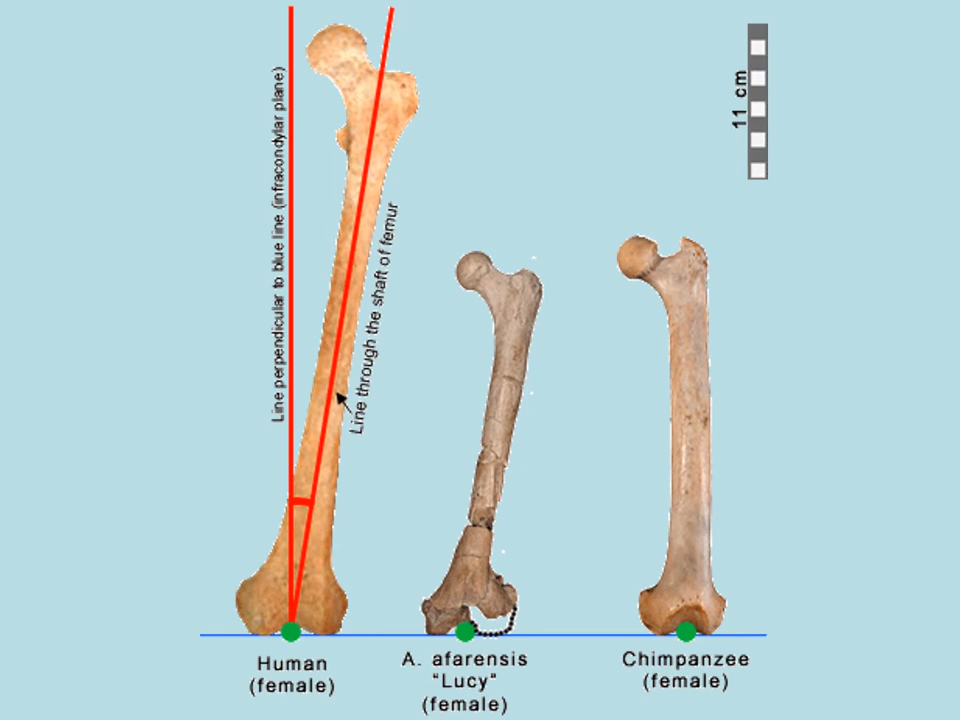 Line perpendicular to blue line (infracondylar plane)
Line through the shaft of femur
11 cm
Human
(female)
A. afarensis
"Lucy"
(female)
Chimpanzee
(female)